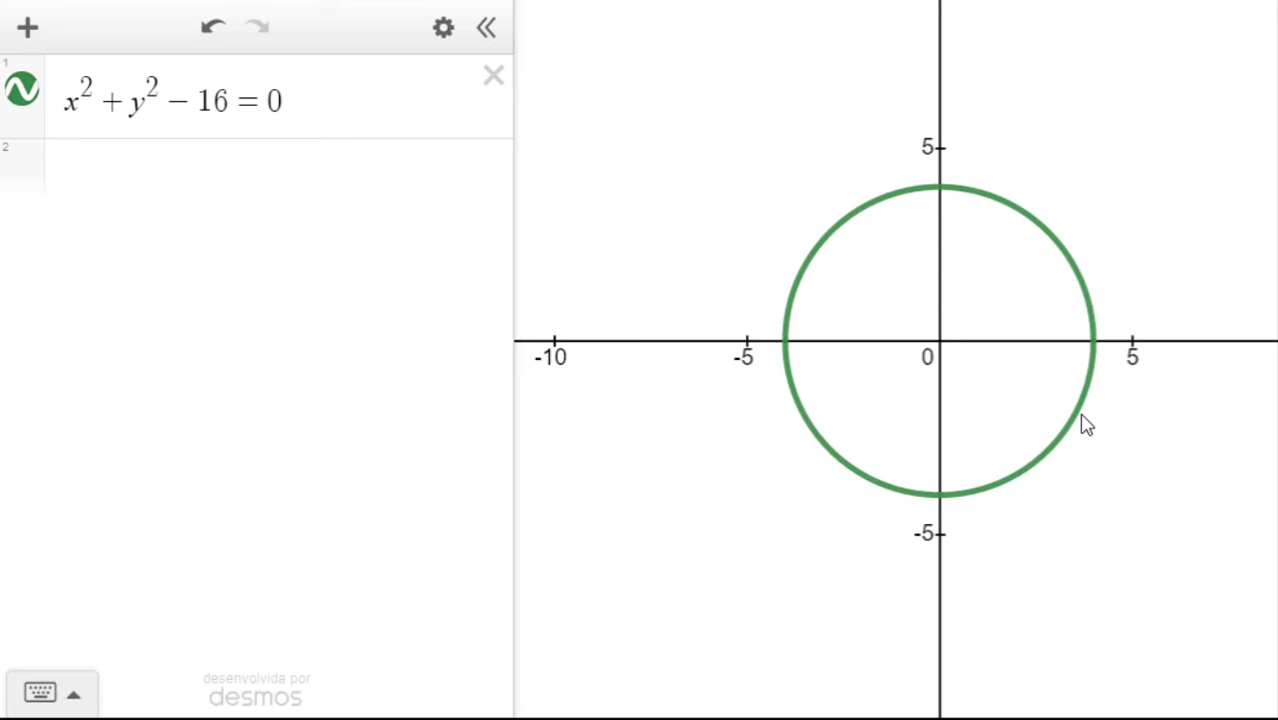 1
x² + y² − 16 = 0
2
5
-10
-5
0
5
-5
desenvolvida por
desmos